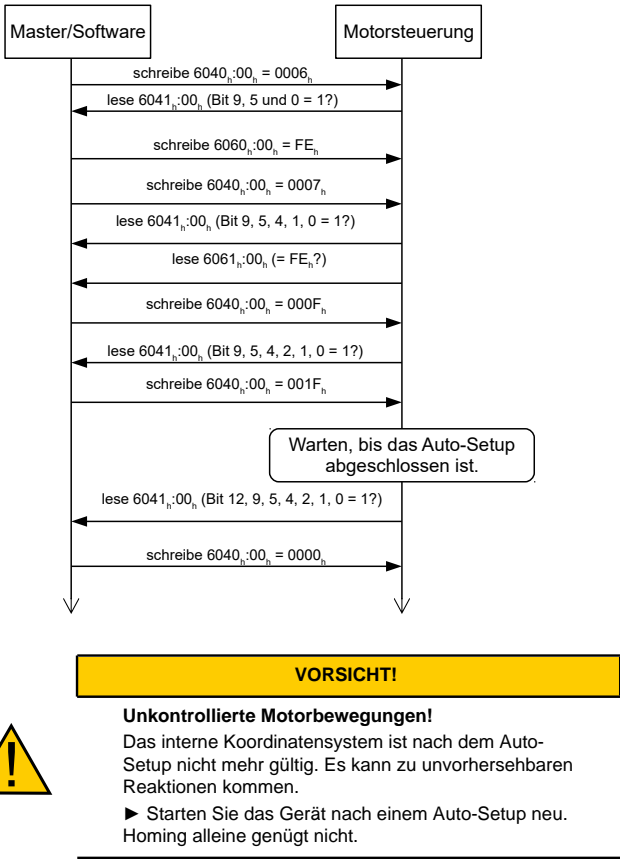 Master/Software
Motorsteuerung
schreibe 6040h:00h = 0006h
lese 6041h:00h (Bit 9, 5 und 0 = 1?)
schreibe 6060h:00h = FEh
schreibe 6040h:00h = 0007h
lese 6041h:00h (Bit 9, 5, 4, 1, 0 = 1?)
lese 6061h:00h (= FEh?)
schreibe 6040h:00h = 000Fh
lese 6041h:00h (Bit 9, 5, 4, 2, 1, 0 = 1?)
schreibe 6040h:00h = 001Fh
Warten, bis das Auto-Setup
abgeschlossen ist.
lese 6041h:00h (Bit 12, 9, 5, 4, 2, 1, 0 = 1?)
schreibe 6040h:00h = 0000h
VORSICHT!
!
Unkontrollierte Motorbewegungen!
Das interne Koordinatensystem ist nach dem Auto-
Setup nicht mehr gültig. Es kann zu unvorhersehbaren
Reaktionen kommen.
► Starten Sie das Gerät nach einem Auto-Setup neu.
Homing alleine genügt nicht.